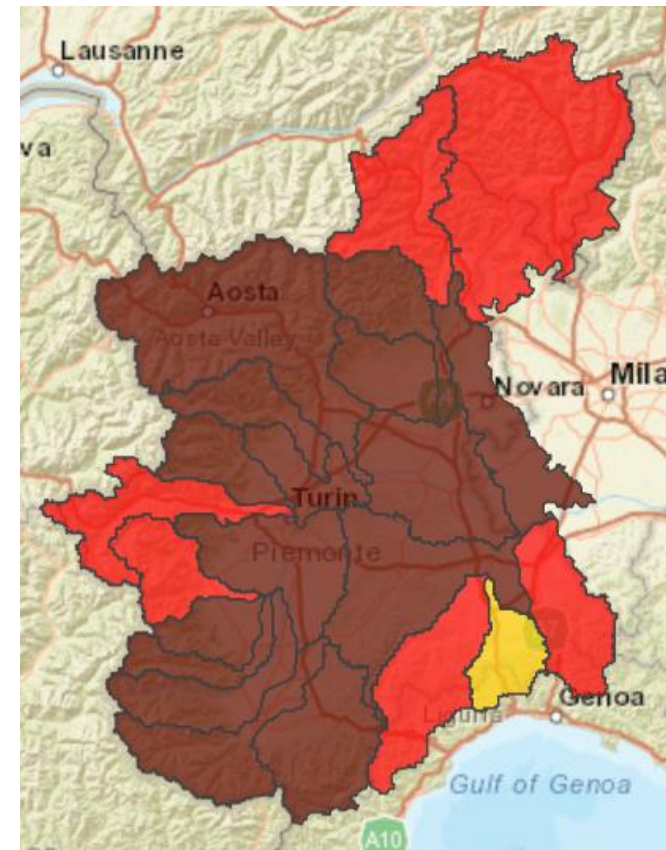 Lausanne
va
Aosta
Aosta Valley
Novara
Mila
Turin
Piemonte
Genoa
Liguria
Gulf of Genoa
A10